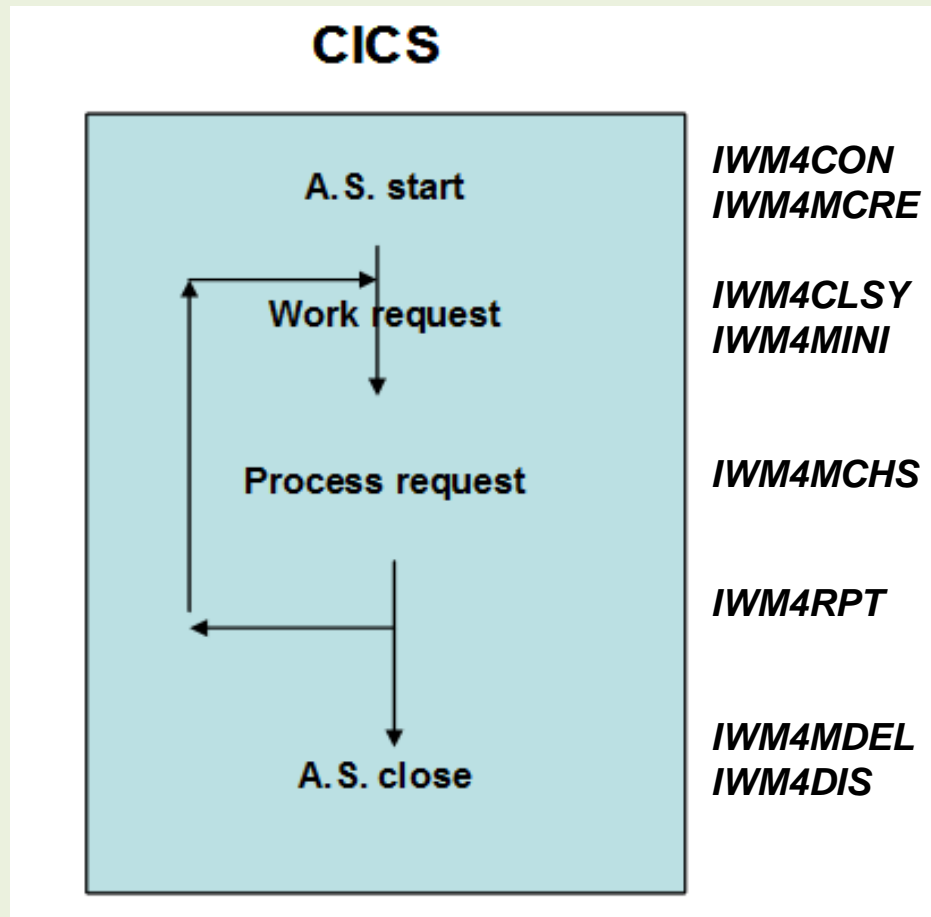 CICS
A.S. start
IWM4CON
IWM4MCRE
Work request
IWM4CLSY
IWM4MINI
Process request
IWM4MCHS
IWM4RPT
A.S. close
IWM4MDEL
IWM4DIS